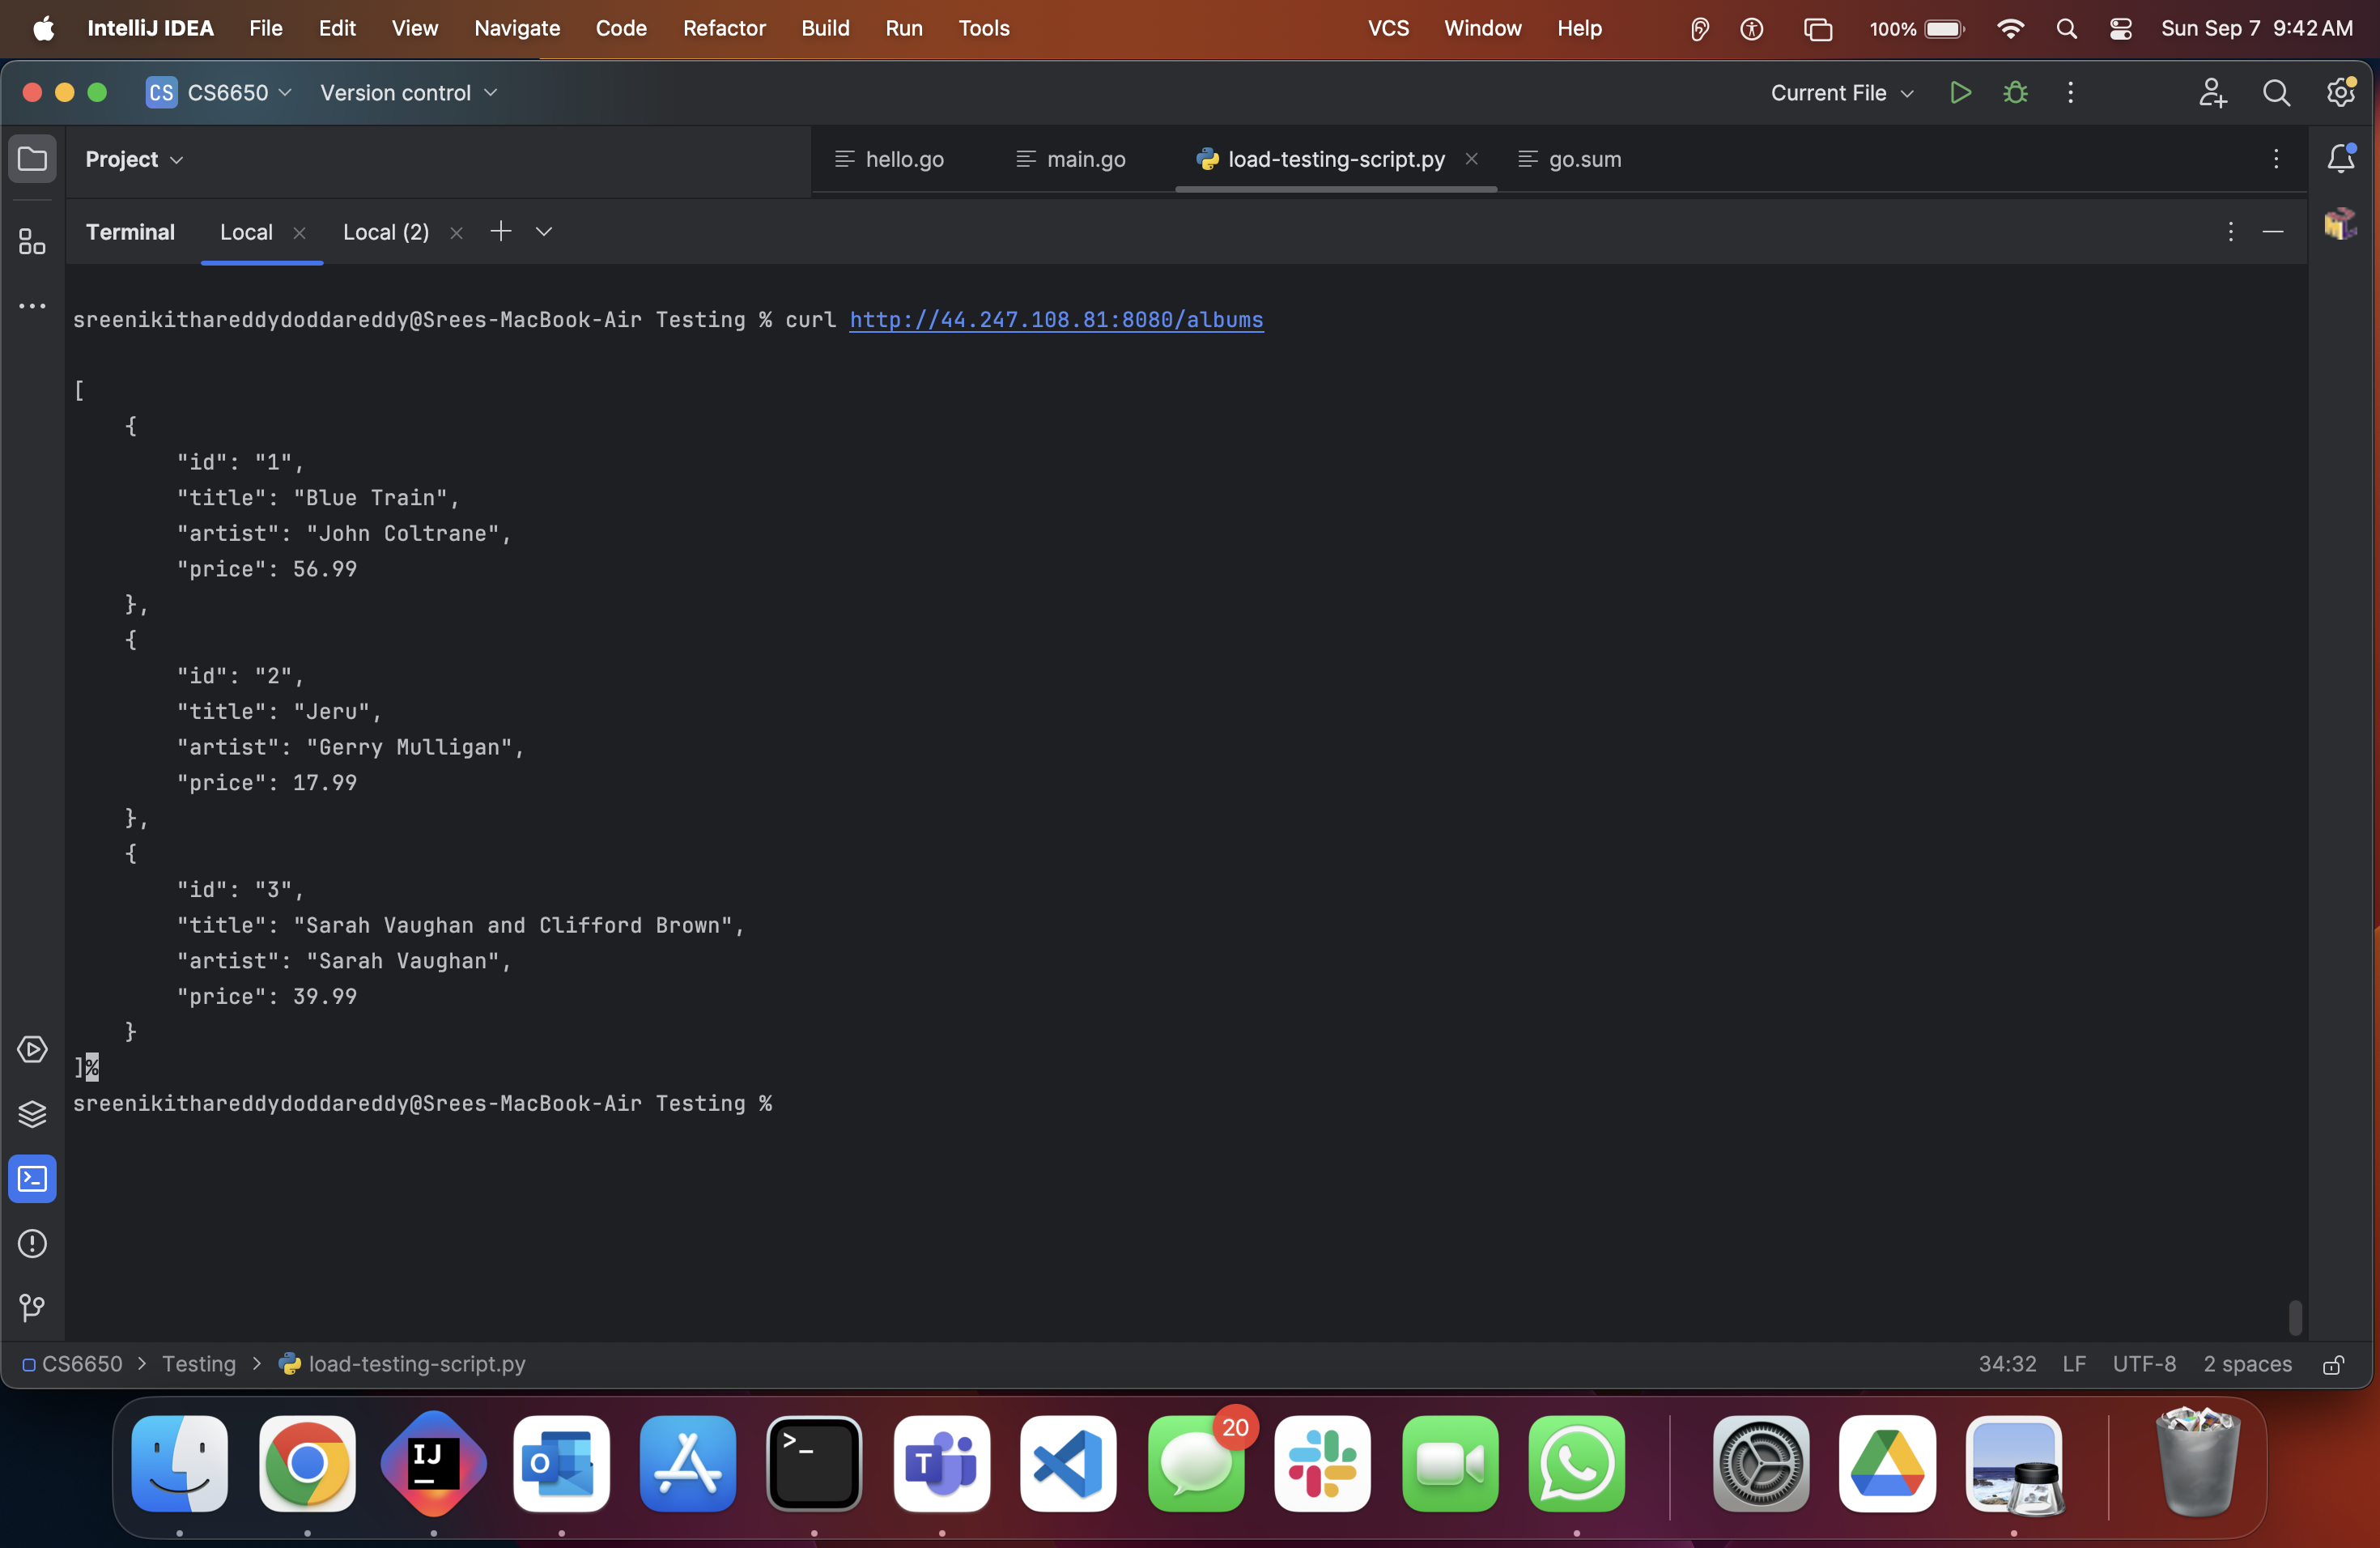 IntelliJ IDEA File Edit View Navigate Code Refactor Build Run Tools VCS Window Help 100% Sun Sep 7 9:42 AM
CS CS6650 Version control Current File
Project hello.go main.go load-testing-script.py go.sum
Terminal Local Local (2)
sreenikithareddydoddareddy@Srees-MacBook-Air Testing % curl http://44.247.108.81:8080/albums
[
    {
        "id": "1",
        "title": "Blue Train",
        "artist": "John Coltrane",
        "price": 56.99
    },
    {
        "id": "2",
        "title": "Jeru",
        "artist": "Gerry Mulligan",
        "price": 17.99
    },
    {
        "id": "3",
        "title": "Sarah Vaughan and Clifford Brown",
        "artist": "Sarah Vaughan",
        "price": 39.99
    }
]%
sreenikithareddydoddareddy@Srees-MacBook-Air Testing %
CS6650 > Testing > load-testing-script.py 34:32 LF UTF-8 2 spaces
20
IJ
O
>_
T